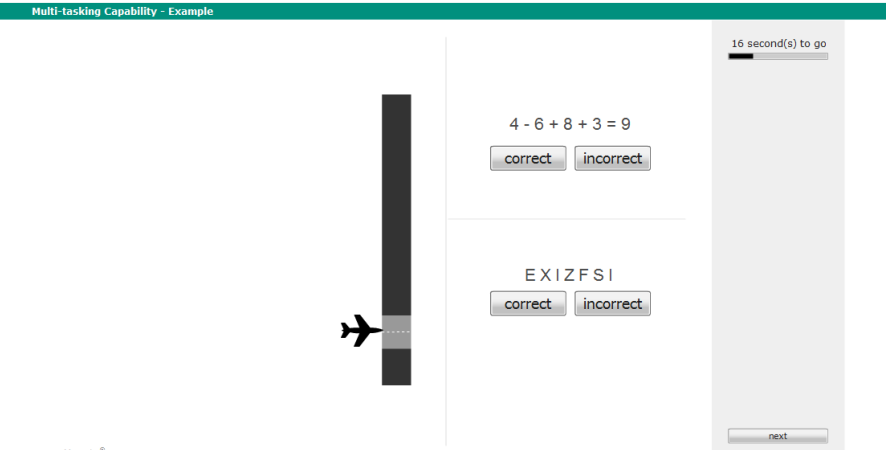 Multi-tasking Capability - Example
16 second(s) to go
4 - 6 + 8 + 3 = 9
correct incorrect
E X I Z F S I
correct incorrect
next